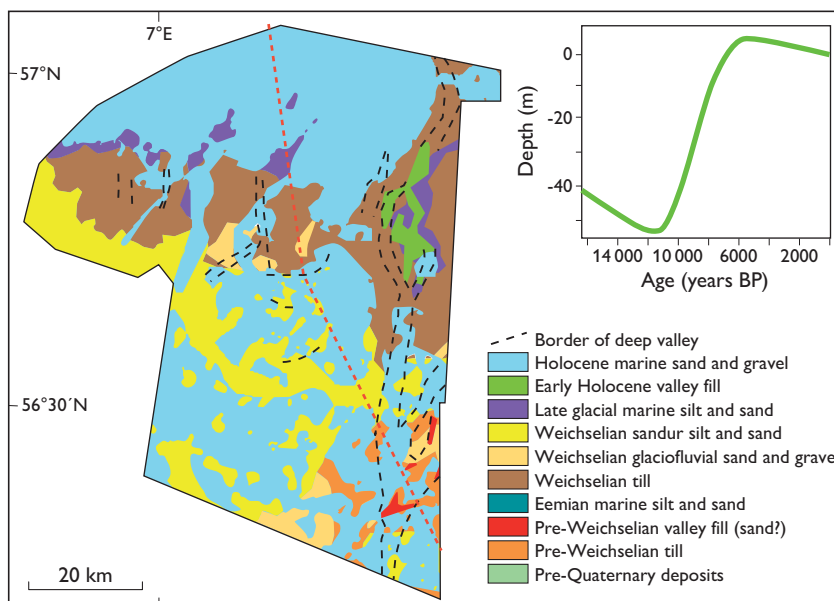 7°E
57°N
56°30´N
20 km
Depth (m)
0
-20
-40
14 000 10 000 6000 2000
Age (years BP)
Border of deep valley
Holocene marine sand and gravel
Early Holocene valley fill
Late glacial marine silt and sand
Weichselian sandur silt and sand
Weichselian glaciofluvial sand and grave
Weichselian till
Eemian marine silt and sand
Pre-Weichselian valley fill (sand?)
Pre-Weichselian till
Pre-Quaternary deposits